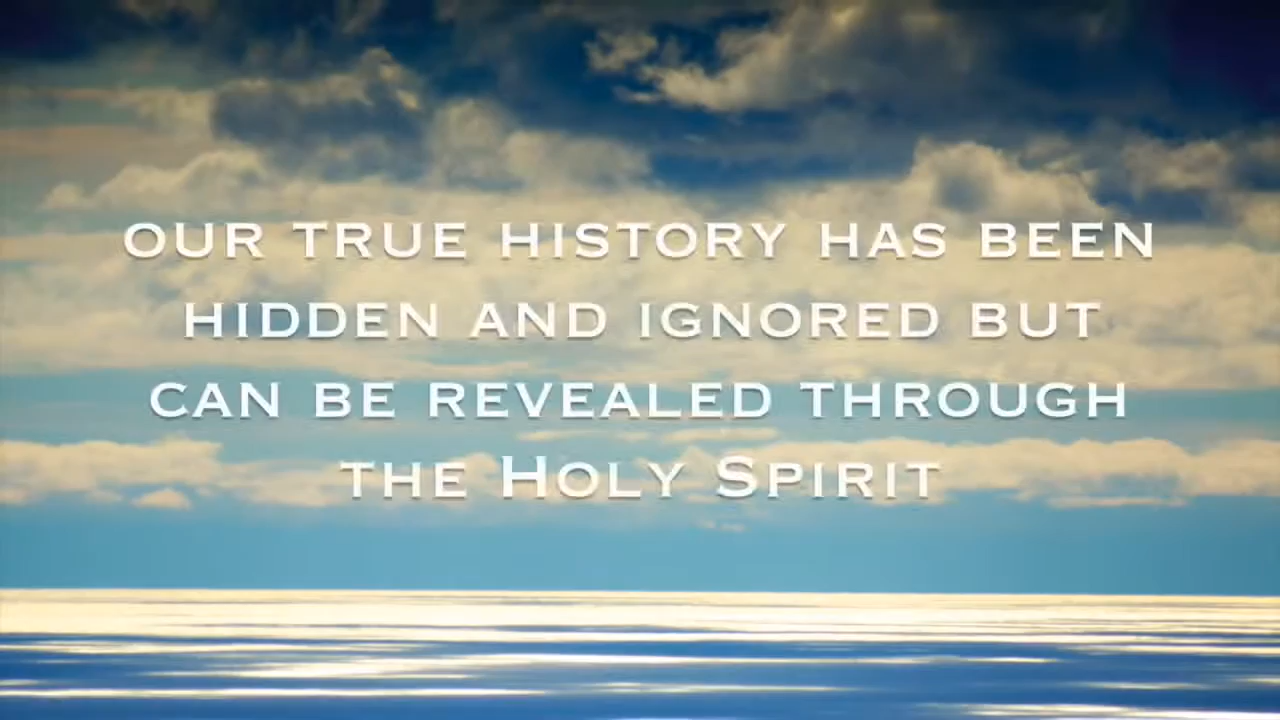 OUR TRUE HISTORY HAS BEEN
HIDDEN AND IGNORED BUT
CAN BE REVEALED THROUGH
THE HOLY SPIRIT